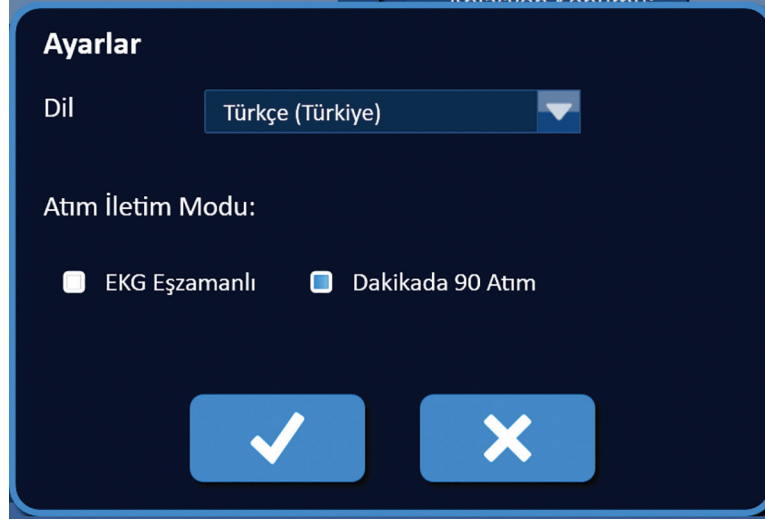 Ayarlar
Dil
Türkçe (Türkiye)
Atım İletim Modu:
EKG Eşzamanlı
Dakikada 90 Atım